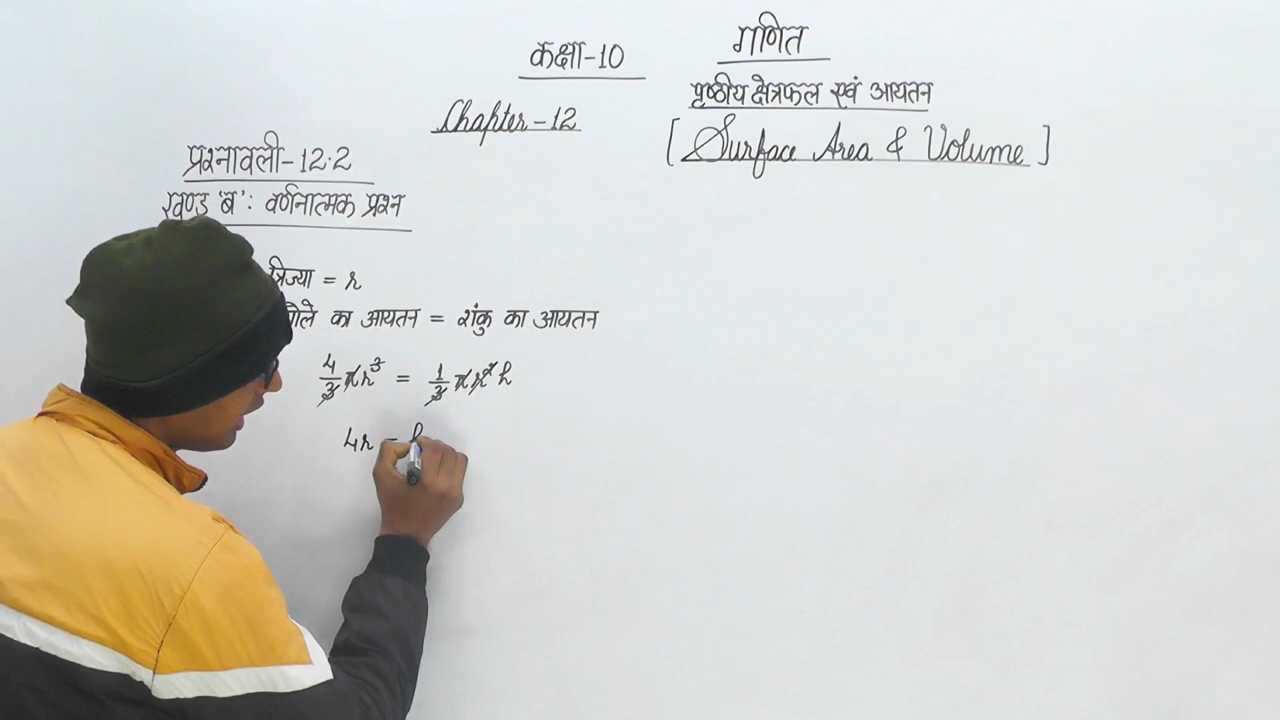 कक्षा-10
गणित
पृष्ठीय क्षेत्रफल एवं आयतन
Chapter-12
[Surface Area & Volume]
प्रश्नावली-12.2
खण्ड 'ब' : वर्णनात्मक प्रश्न
त्रिज्या = r
का आयतन = शंकु का आयतन
4/3 πr³ = 1/3 πr²h
4r = h